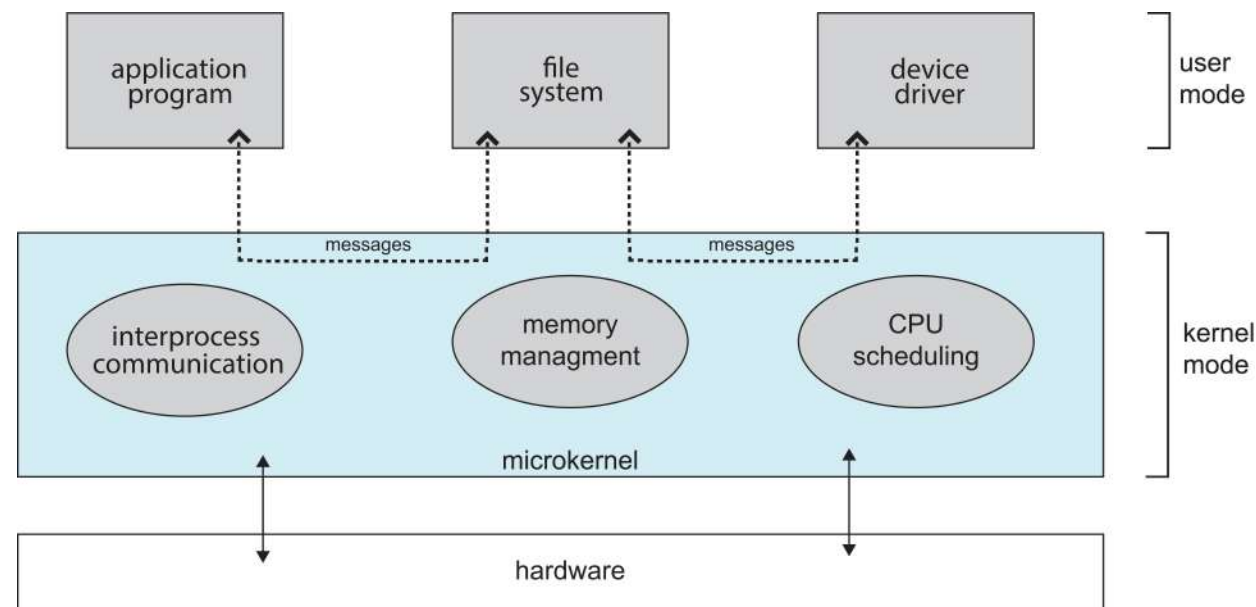 application
program
file
system
device
driver
user
mode
messages
messages
interprocess
communication
memory
managment
CPU
scheduling
kernel
mode
microkernel
hardware